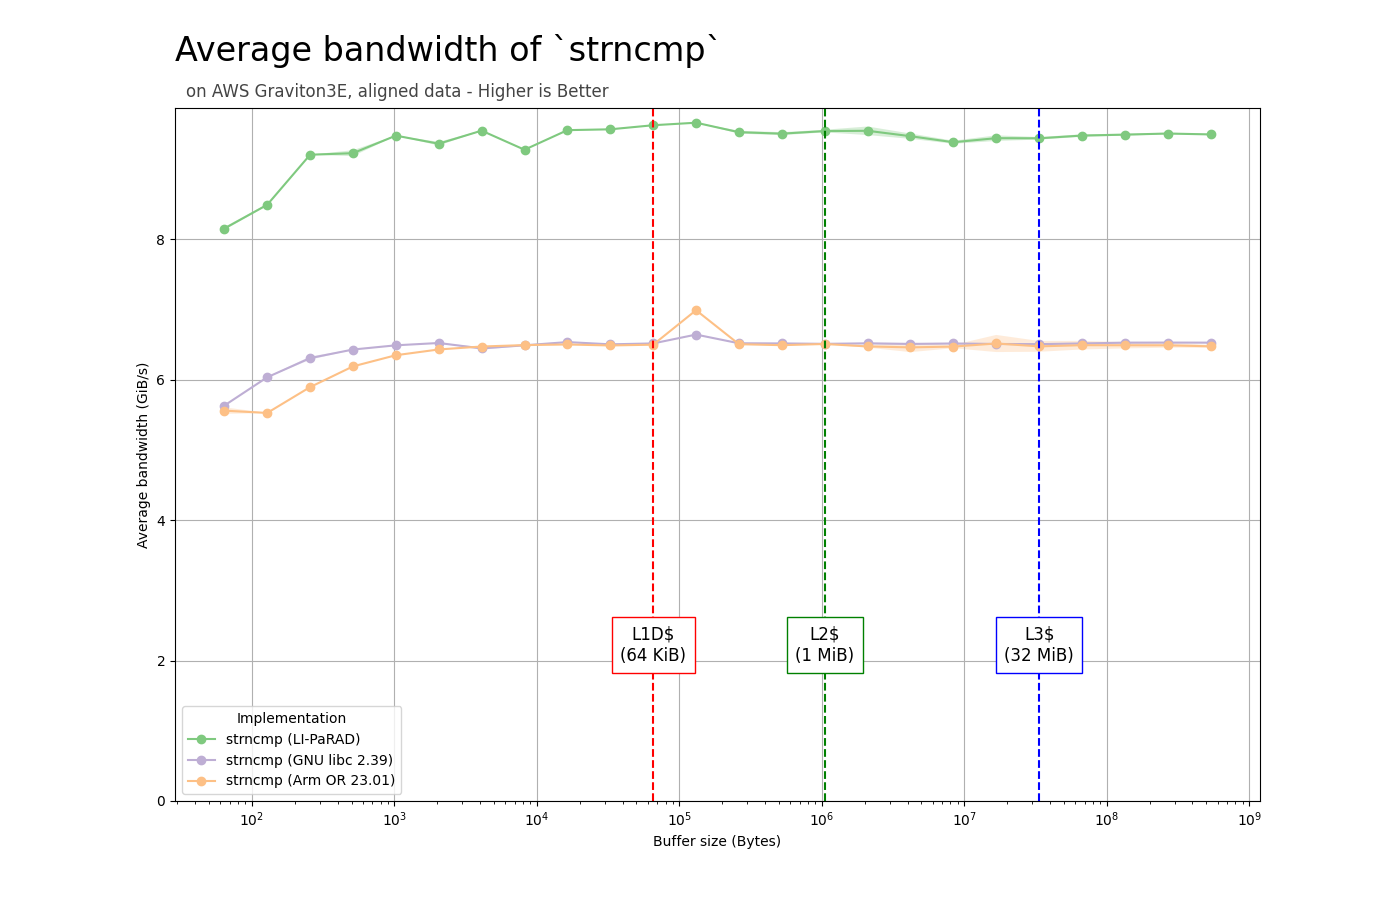 Average bandwidth of `strncmp`
on AWS Graviton3E, aligned data - Higher is Better
Average bandwidth (GiB/s)
8
6
4
2
0
L1D$
(64 KiB)
L2$
(1 MiB)
L3$
(32 MiB)
Implementation
strncmp (LI-PaRAD)
strncmp (GNU libc 2.39)
strncmp (Arm OR 23.01)
10² 10³ 10⁴ 10⁵ 10⁶ 10⁷ 10⁸ 10⁹
Buffer size (Bytes)